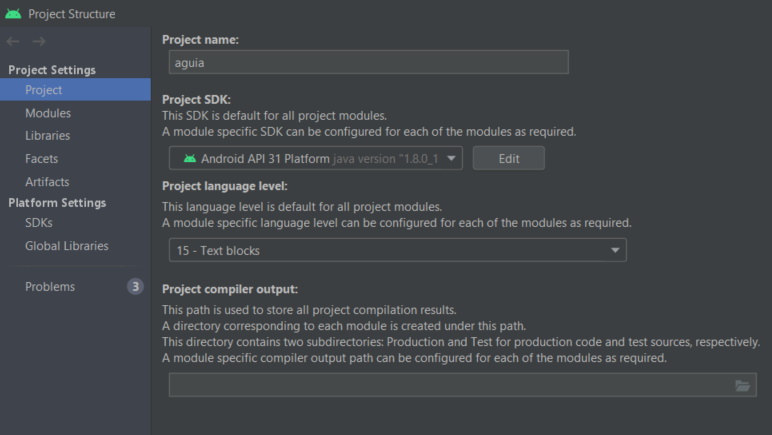 Project Structure
Project name:
aguia
Project Settings
Project
Modules
Libraries
Facets
Artifacts
Platform Settings
SDKs
Global Libraries
Problems 3
Project SDK:
This SDK is default for all project modules.
A module specific SDK can be configured for each of the modules as required.
Android API 31 Platform java version "1.8.0_1
Edit
Project language level:
This language level is default for all project modules.
A module specific language level can be configured for each of the modules as required.
15 - Text blocks
Project compiler output:
This path is used to store all project compilation results.
A directory corresponding to each module is created under this path.
This directory contains two subdirectories: Production and Test for production code and test sources, respectively.
A module specific compiler output path can be configured for each of the modules as required.